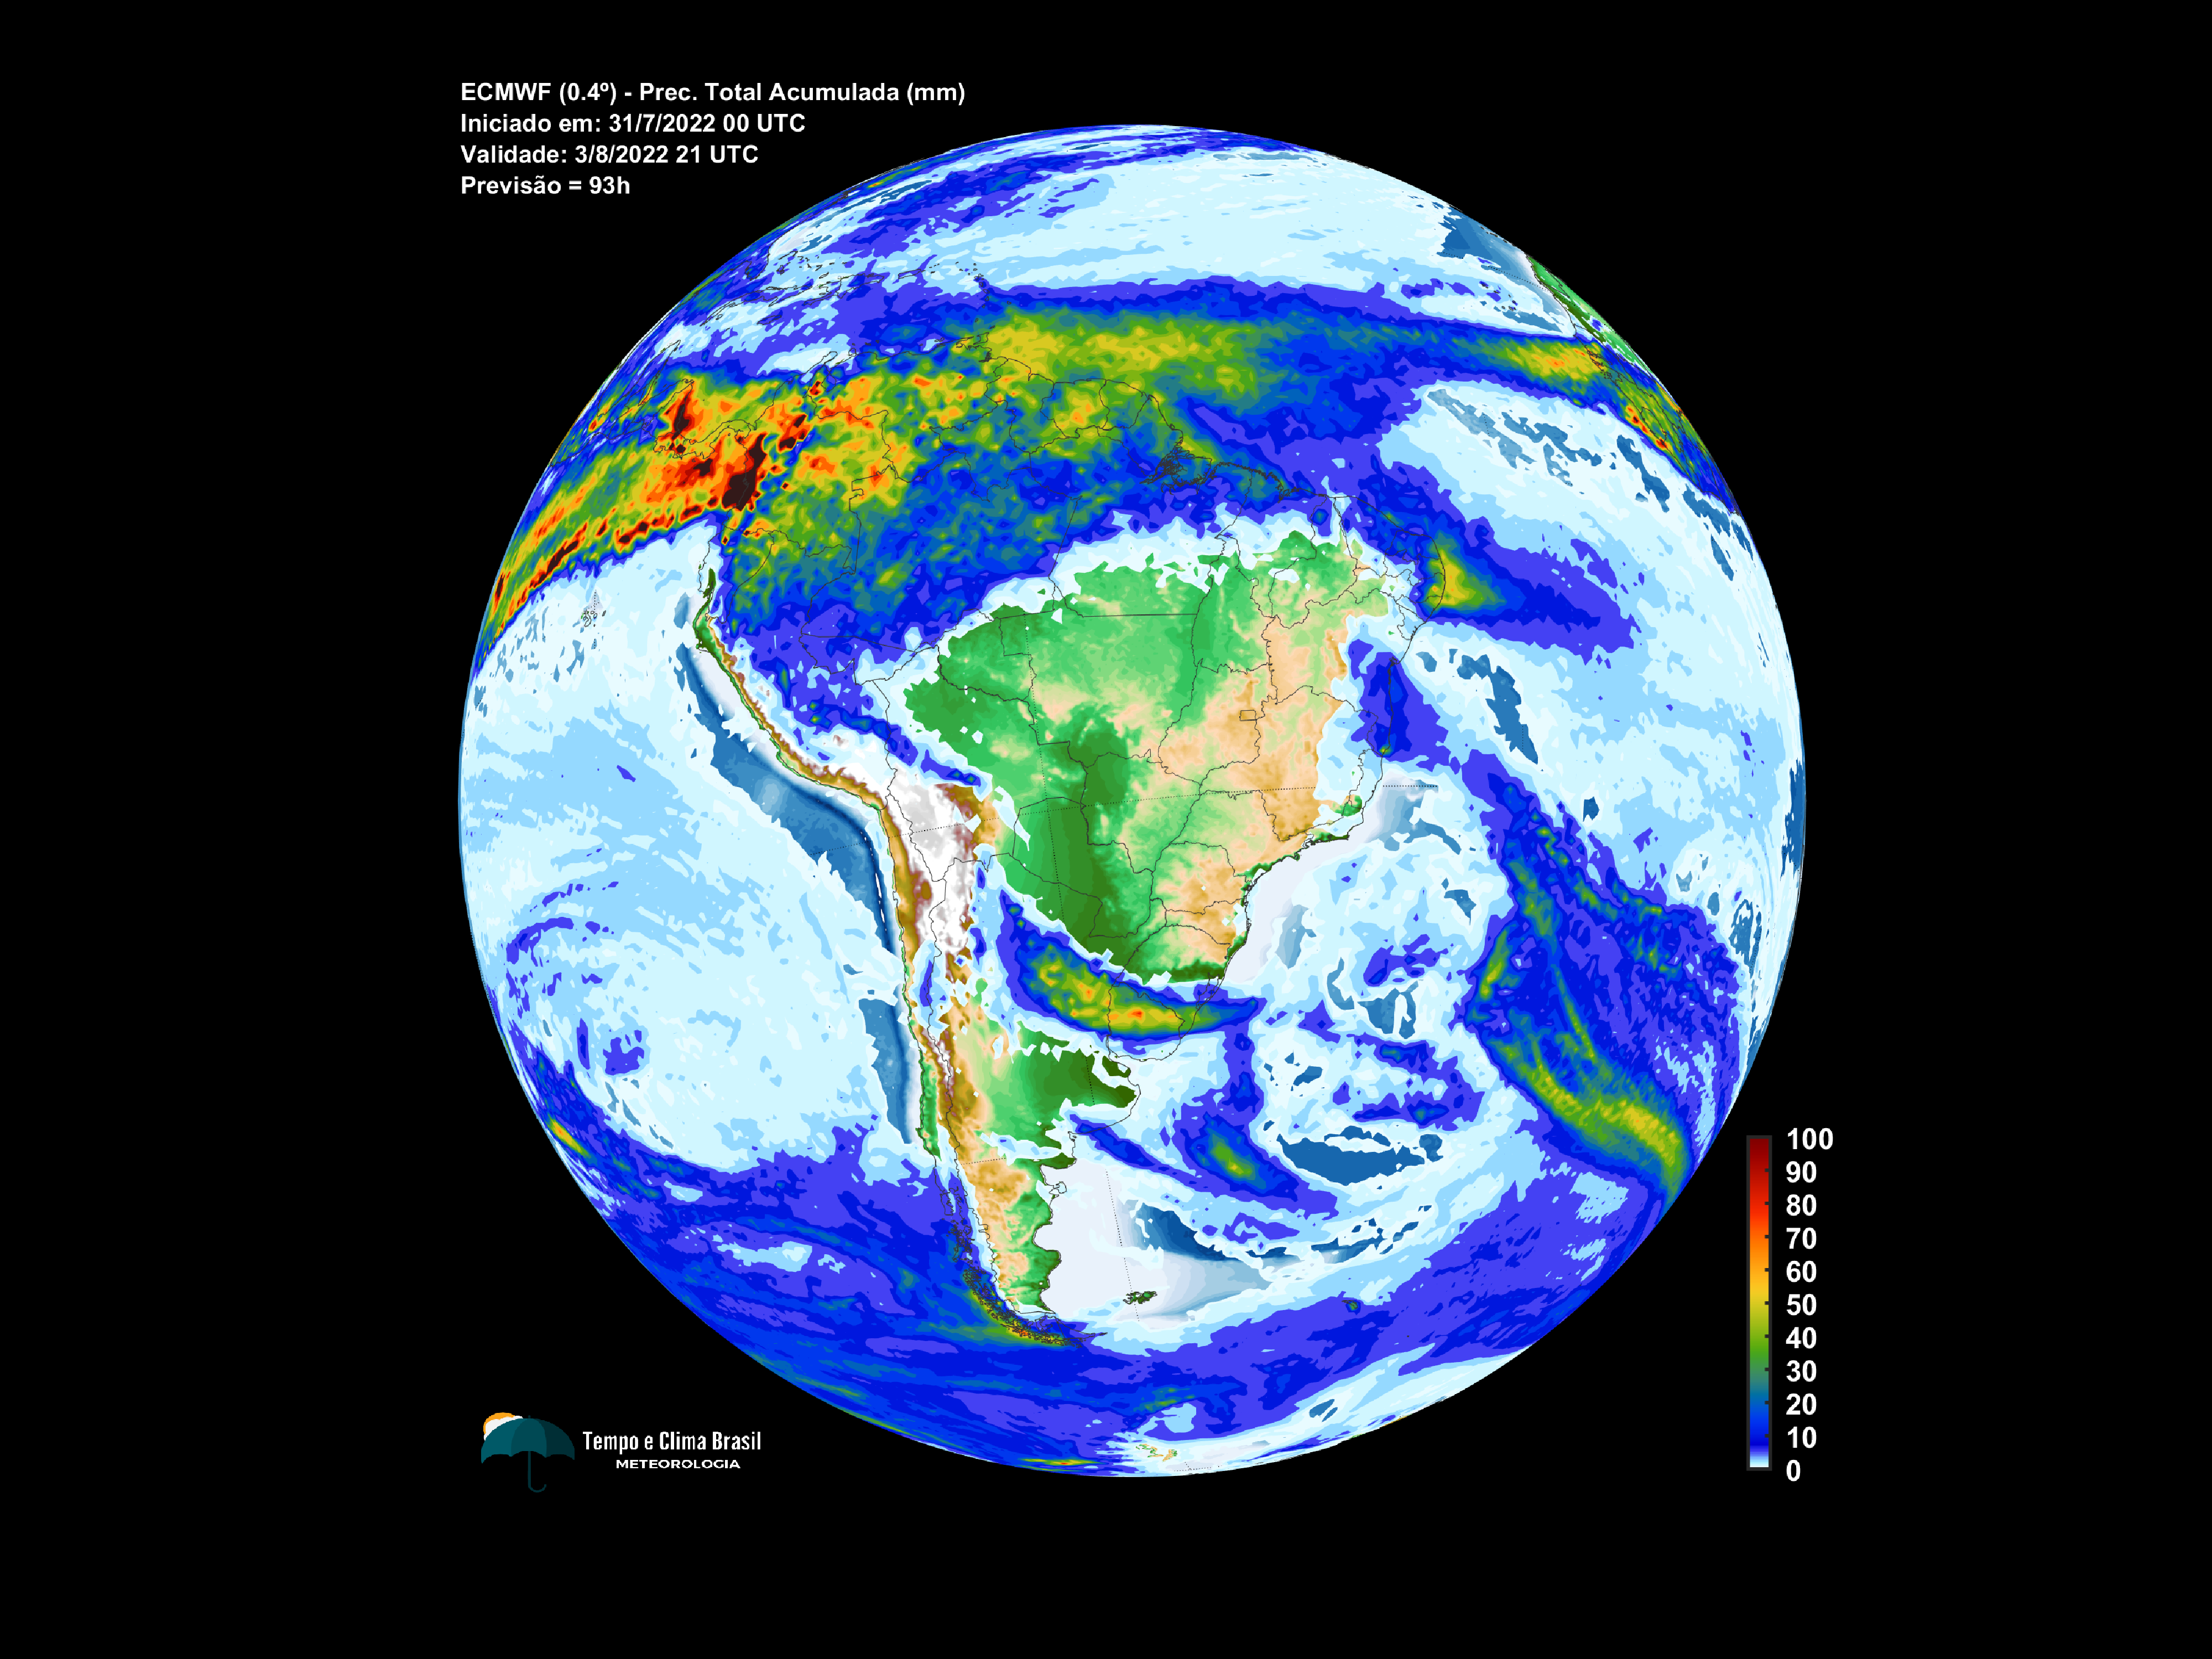 ECMWF (0.4º) - Prec. Total Acumulada (mm)
Iniciado em: 31/7/2022 00 UTC
Validade: 3/8/2022 21 UTC
Previsão = 93h
100
90
80
70
60
50
40
30
20
10
0
Tempo e Clima Brasil
METEOROLOGIA